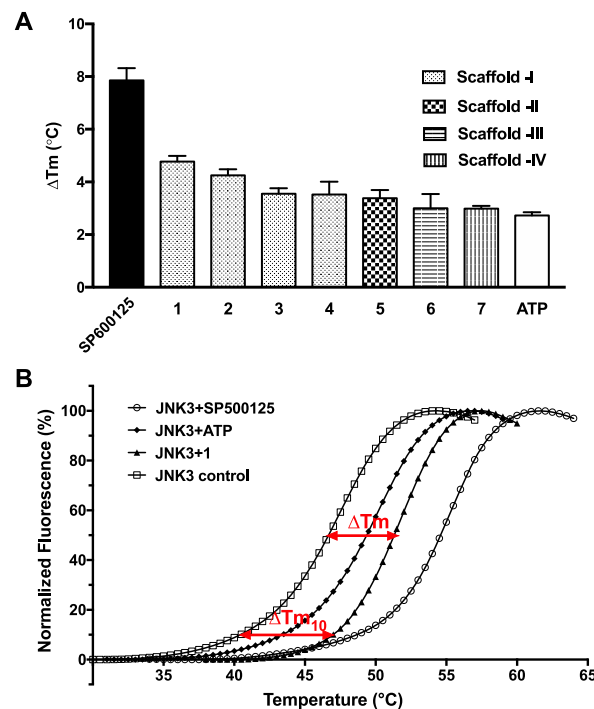 A
10
8
6
4
2
0
ΔTm (°C)
Scaffold -I
Scaffold -II
Scaffold -III
Scaffold -IV
SP600125
1 2 3 4 5 6 7 ATP
B
JNK3+SP500125
JNK3+ATP
JNK3+1
JNK3 control
100
80
60
40
20
10
0
Normalized Fluorescence (%)
ΔTm
ΔTm10
35 40 45 50 55 60 65
Temperature (°C)